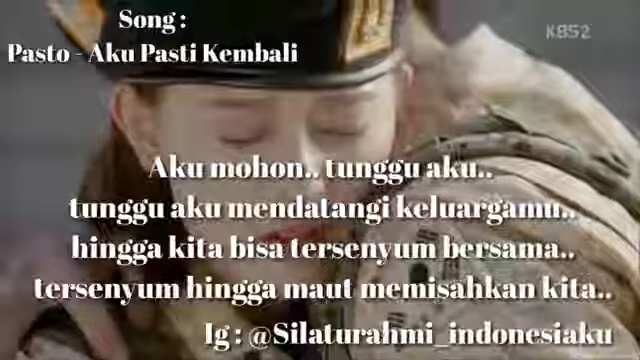 Song :
KBS2
Pasto - Aku Pasti Kembali
Aku mohon.. tunggu aku..
tunggu aku mendatangi keluargamu..
hingga kita bisa tersenyum bersama..
tersenyum hingga maut memisahkan kita..
Ig : @Silaturahmi_indonesiaku